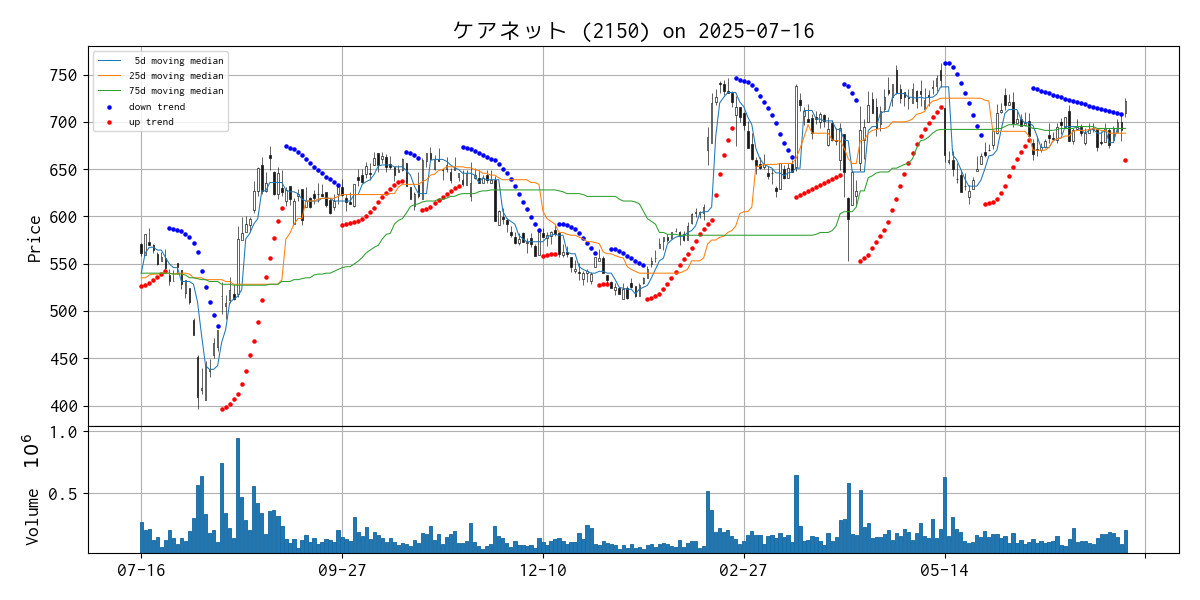 ケアネット (2150) on 2025-07-16
5d moving median
25d moving median
75d moving median
down trend
up trend
Price
750
700
650
600
550
500
450
400
Volume 10^6
1.0
0.5
07-16
09-27
12-10
02-27
05-14